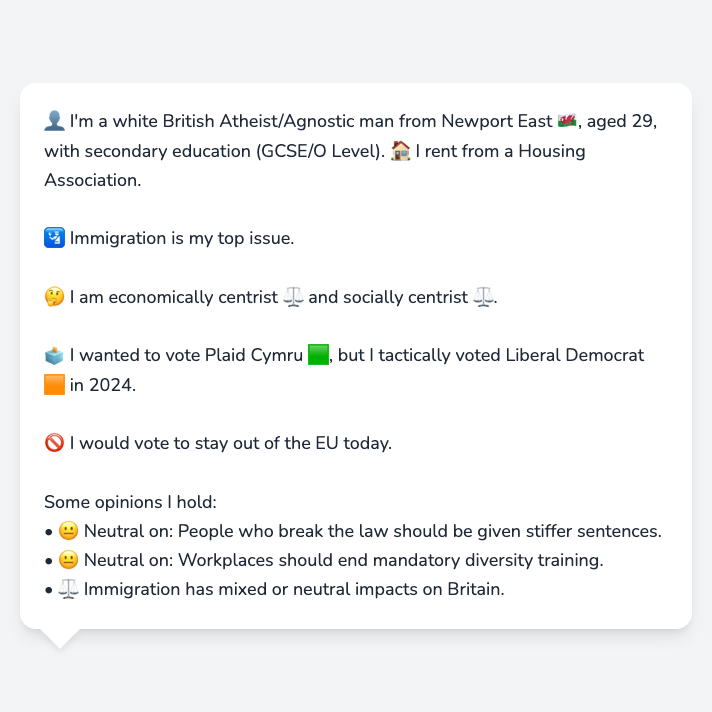 👤 I'm a white British Atheist/Agnostic man from Newport East 🏴󠁧󠁢󠁷󠁬󠁳󠁿, aged 29,
with secondary education (GCSE/O Level). 🏠 I rent from a Housing
Association.
🛂 Immigration is my top issue.
🤔 I am economically centrist ⚖️ and socially centrist ⚖️.
🗳️ I wanted to vote Plaid Cymru 🟩, but I tactically voted Liberal Democrat
🟧 in 2024.
🚫 I would vote to stay out of the EU today.
Some opinions I hold:
• 😐 Neutral on: People who break the law should be given stiffer sentences.
• 😐 Neutral on: Workplaces should end mandatory diversity training.
• ⚖️ Immigration has mixed or neutral impacts on Britain.